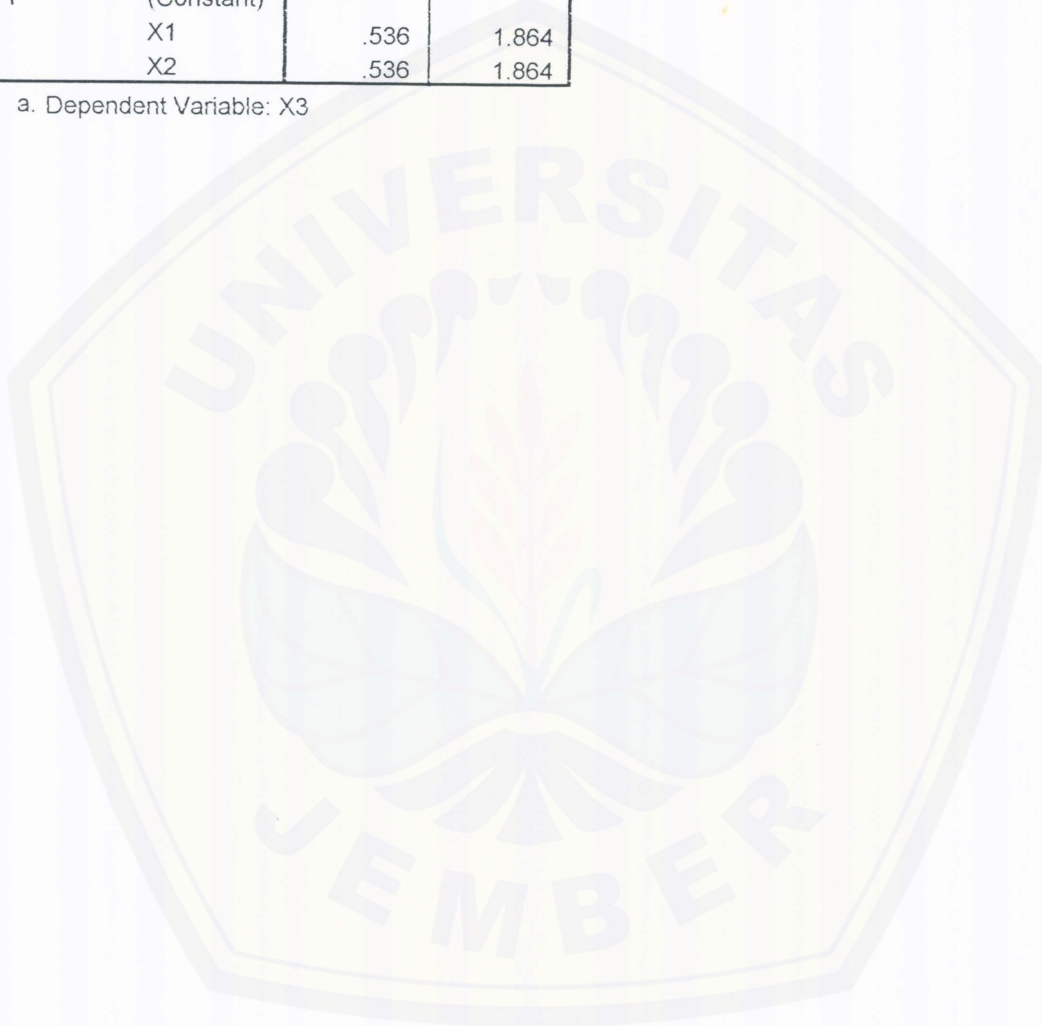 (Constant)
X1 .536 1.864
X2 .536 1.864
a. Dependent Variable: X3
UNIVERSITAS
JEMBER